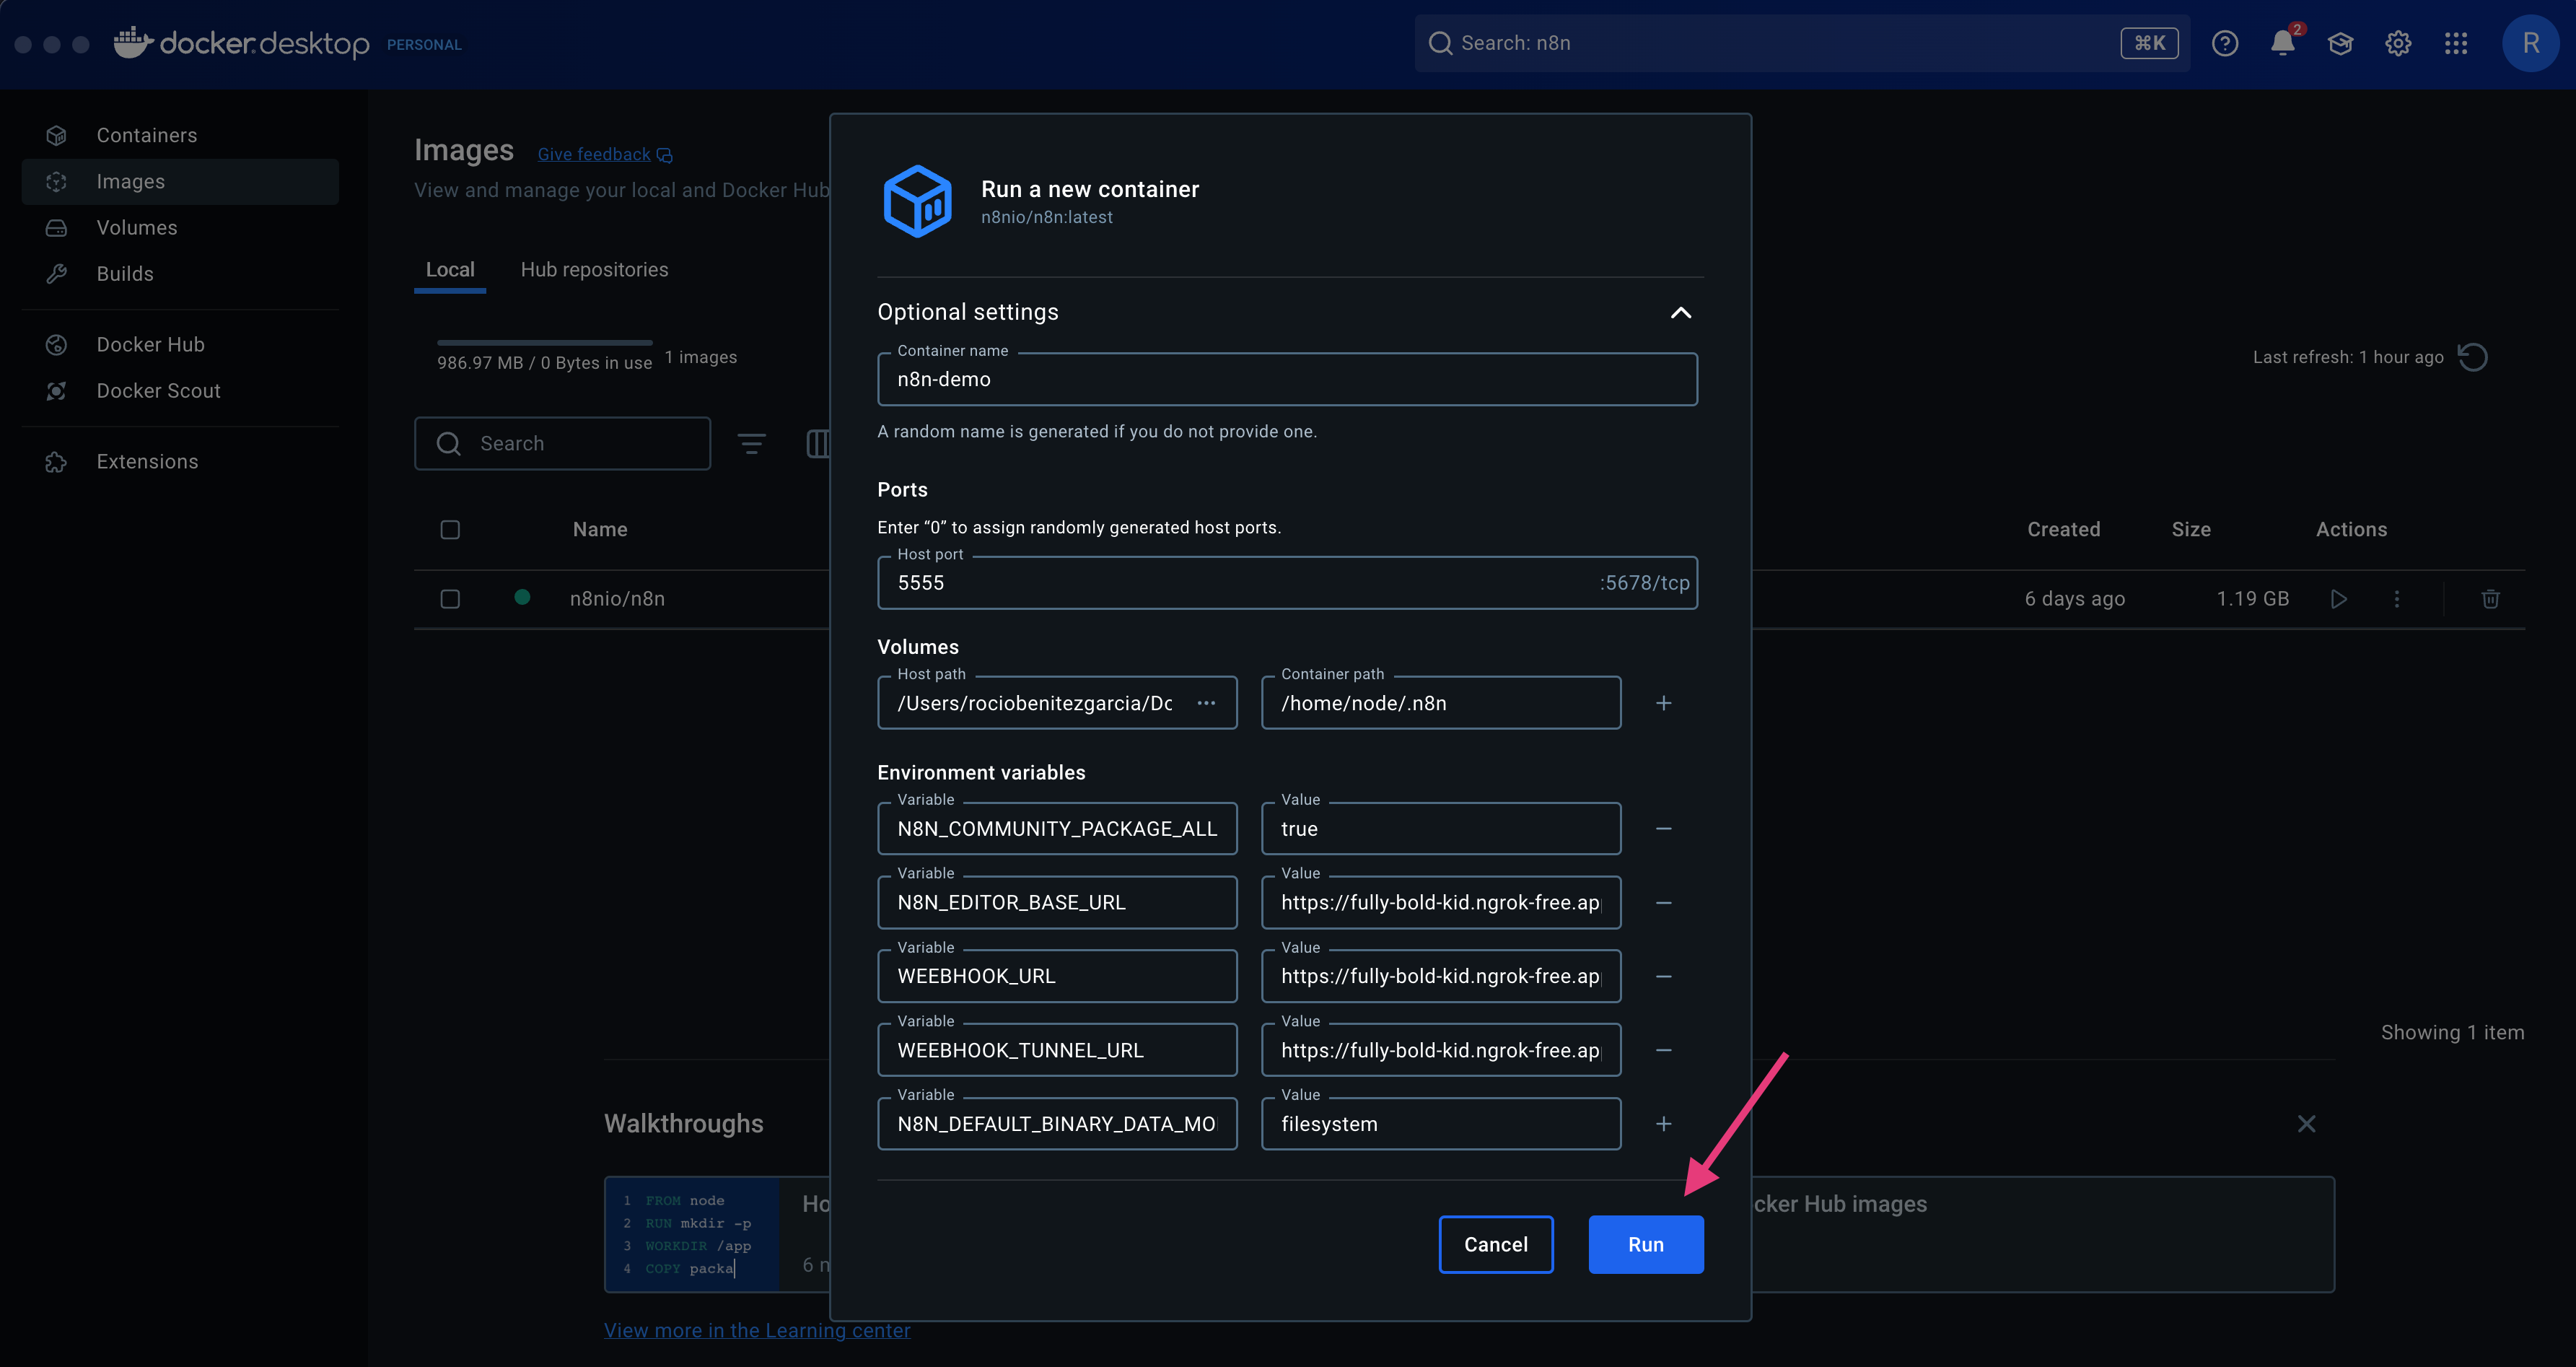 docker.desktop PERSONAL
Search: n8n
⌘K
2
R
Containers
Images
Volumes
Builds
Docker Hub
Docker Scout
Extensions
Images
Give feedback
View and manage your local and Docker Hub
Local
Hub repositories
986.97 MB / 0 Bytes in use
1 images
Last refresh: 1 hour ago
Search
Name
Created
Size
Actions
n8nio/n8n
6 days ago
1.19 GB
Showing 1 item
Walkthroughs
1 FROM node
2 RUN mkdir -p
3 WORKDIR /app
4 COPY packa
Ho
6 m
cker Hub images
View more in the Learning center
Run a new container
n8nio/n8n:latest
Optional settings
Container name
n8n-demo
A random name is generated if you do not provide one.
Ports
Enter “0” to assign randomly generated host ports.
Host port
5555
:5678/tcp
Volumes
Host path
/Users/rociobenitezgarcia/Dc
Container path
/home/node/.n8n
Environment variables
Variable
N8N_COMMUNITY_PACKAGE_ALL
Value
true
Variable
N8N_EDITOR_BASE_URL
Value
https://fully-bold-kid.ngrok-free.ap
Variable
WEEBHOOK_URL
Value
https://fully-bold-kid.ngrok-free.ap
Variable
WEEBHOOK_TUNNEL_URL
Value
https://fully-bold-kid.ngrok-free.ap
Variable
N8N_DEFAULT_BINARY_DATA_MO
Value
filesystem
Cancel
Run